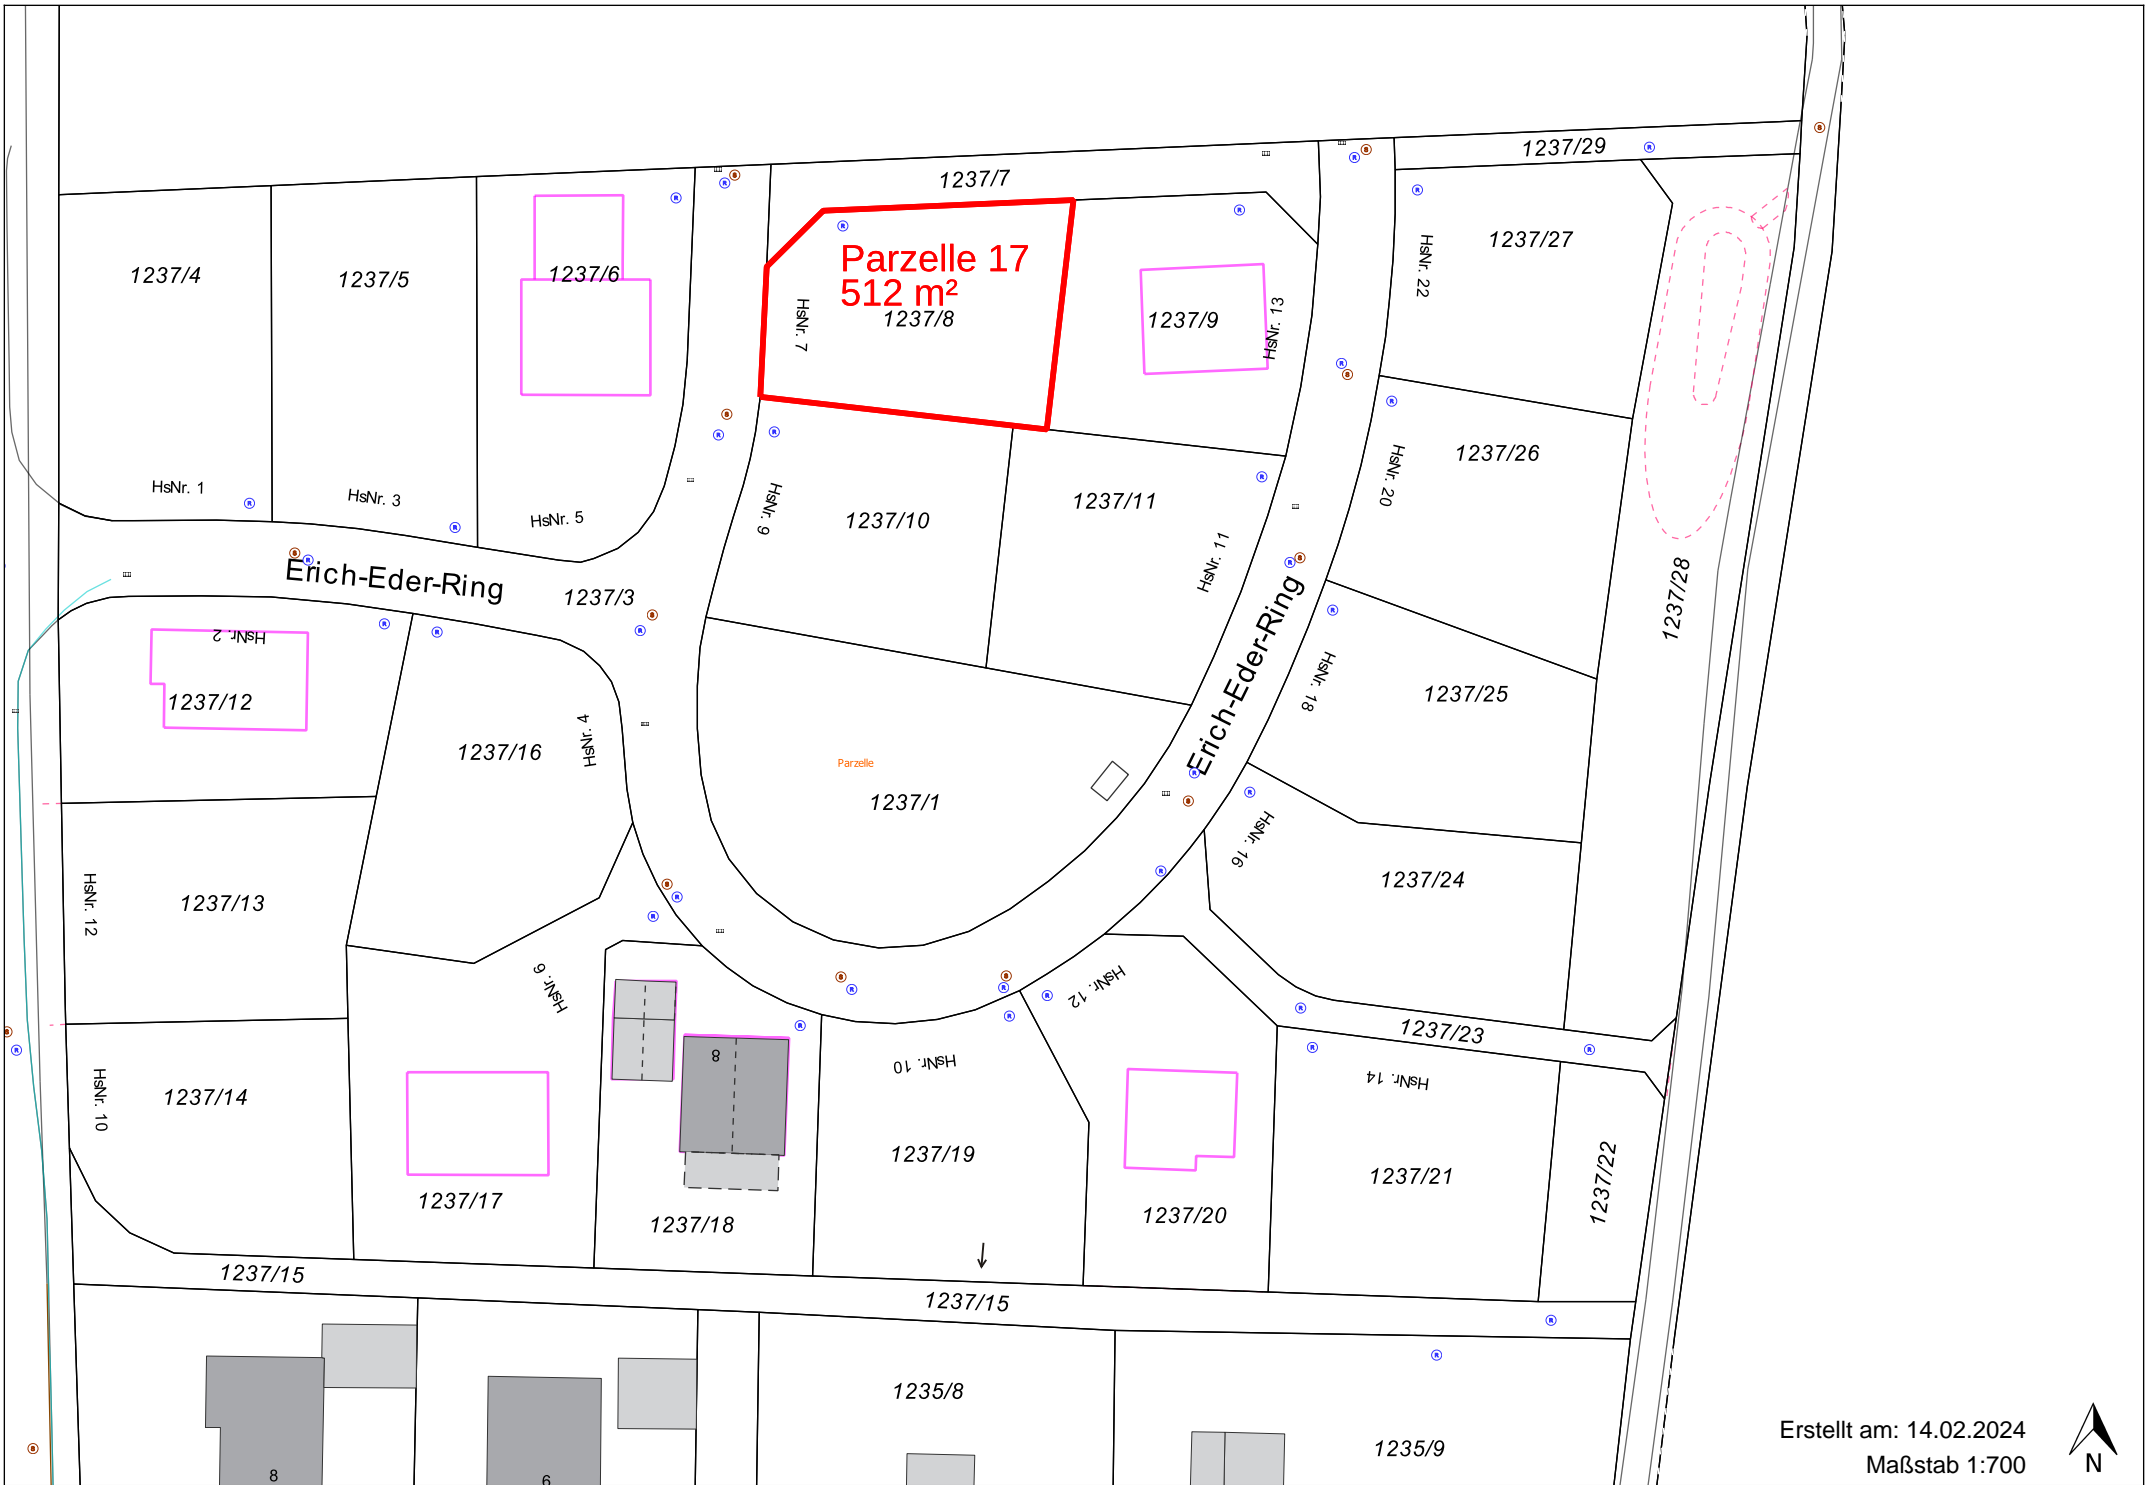 1237/29
1237/7
1237/4
1237/5
1237/6
Parzelle 17
512 m²
1237/8
HsNr. 7
1237/9
HsNr. 13
HsNr. 22
1237/27
HsNr. 1
HsNr. 3
HsNr. 5
HsNr. 9
1237/10
1237/11
HsNr. 11
HsNr. 20
1237/26
Erich-Eder-Ring
1237/3
Erich-Eder-Ring
1237/28
HsNr. 2
1237/12
1237/16
HsNr. 4
HsNr. 18
1237/25
Parzelle
1237/1
HsNr. 16
1237/24
HsNr. 12
1237/13
HsNr. 6
HsNr. 12
1237/23
HsNr. 10
1237/14
8
HsNr. 10
HsNr. 14
1237/19
1237/21
1237/22
1237/17
1237/18
1237/20
1237/15
1237/15
1235/8
1235/9
8
6
Erstellt am: 14.02.2024
Maßstab 1:700
N